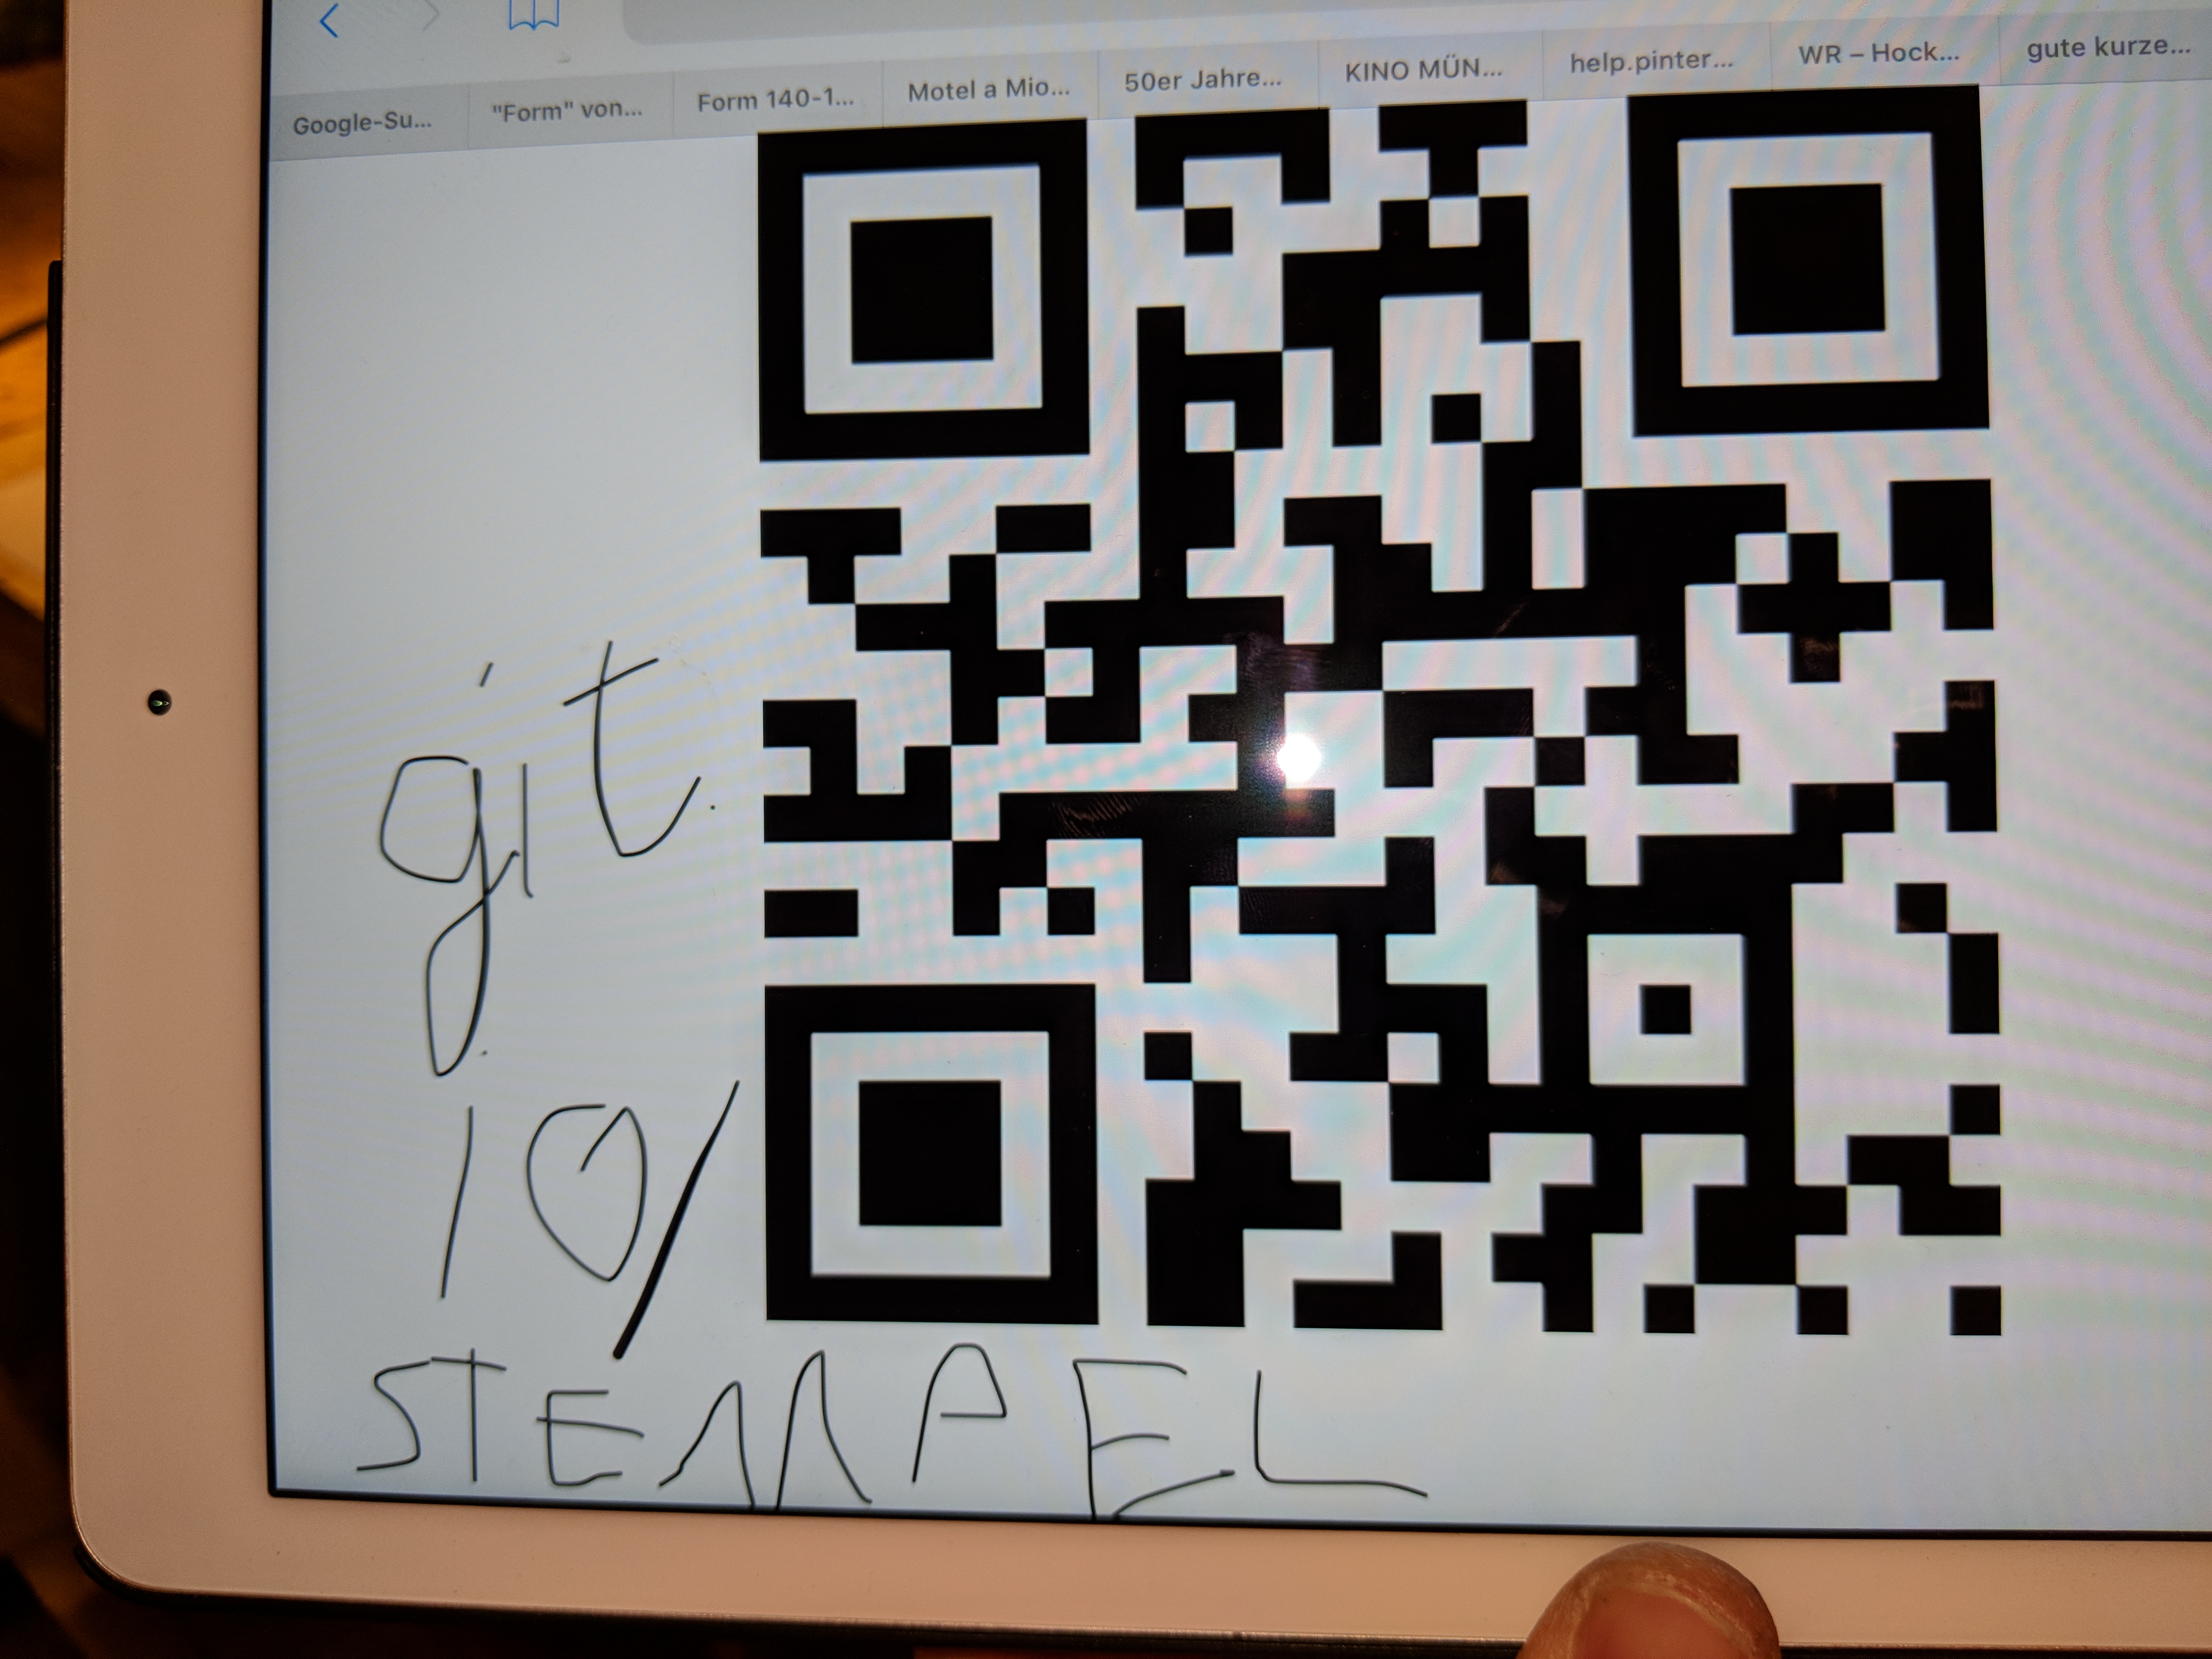 Google-Su... "Form" von... Form 140-1... Motel a Mio... 50er Jahre... KINO MÜN... help.pinter... WR – Hock... gute kurze...
git.
10/
STEMPEL